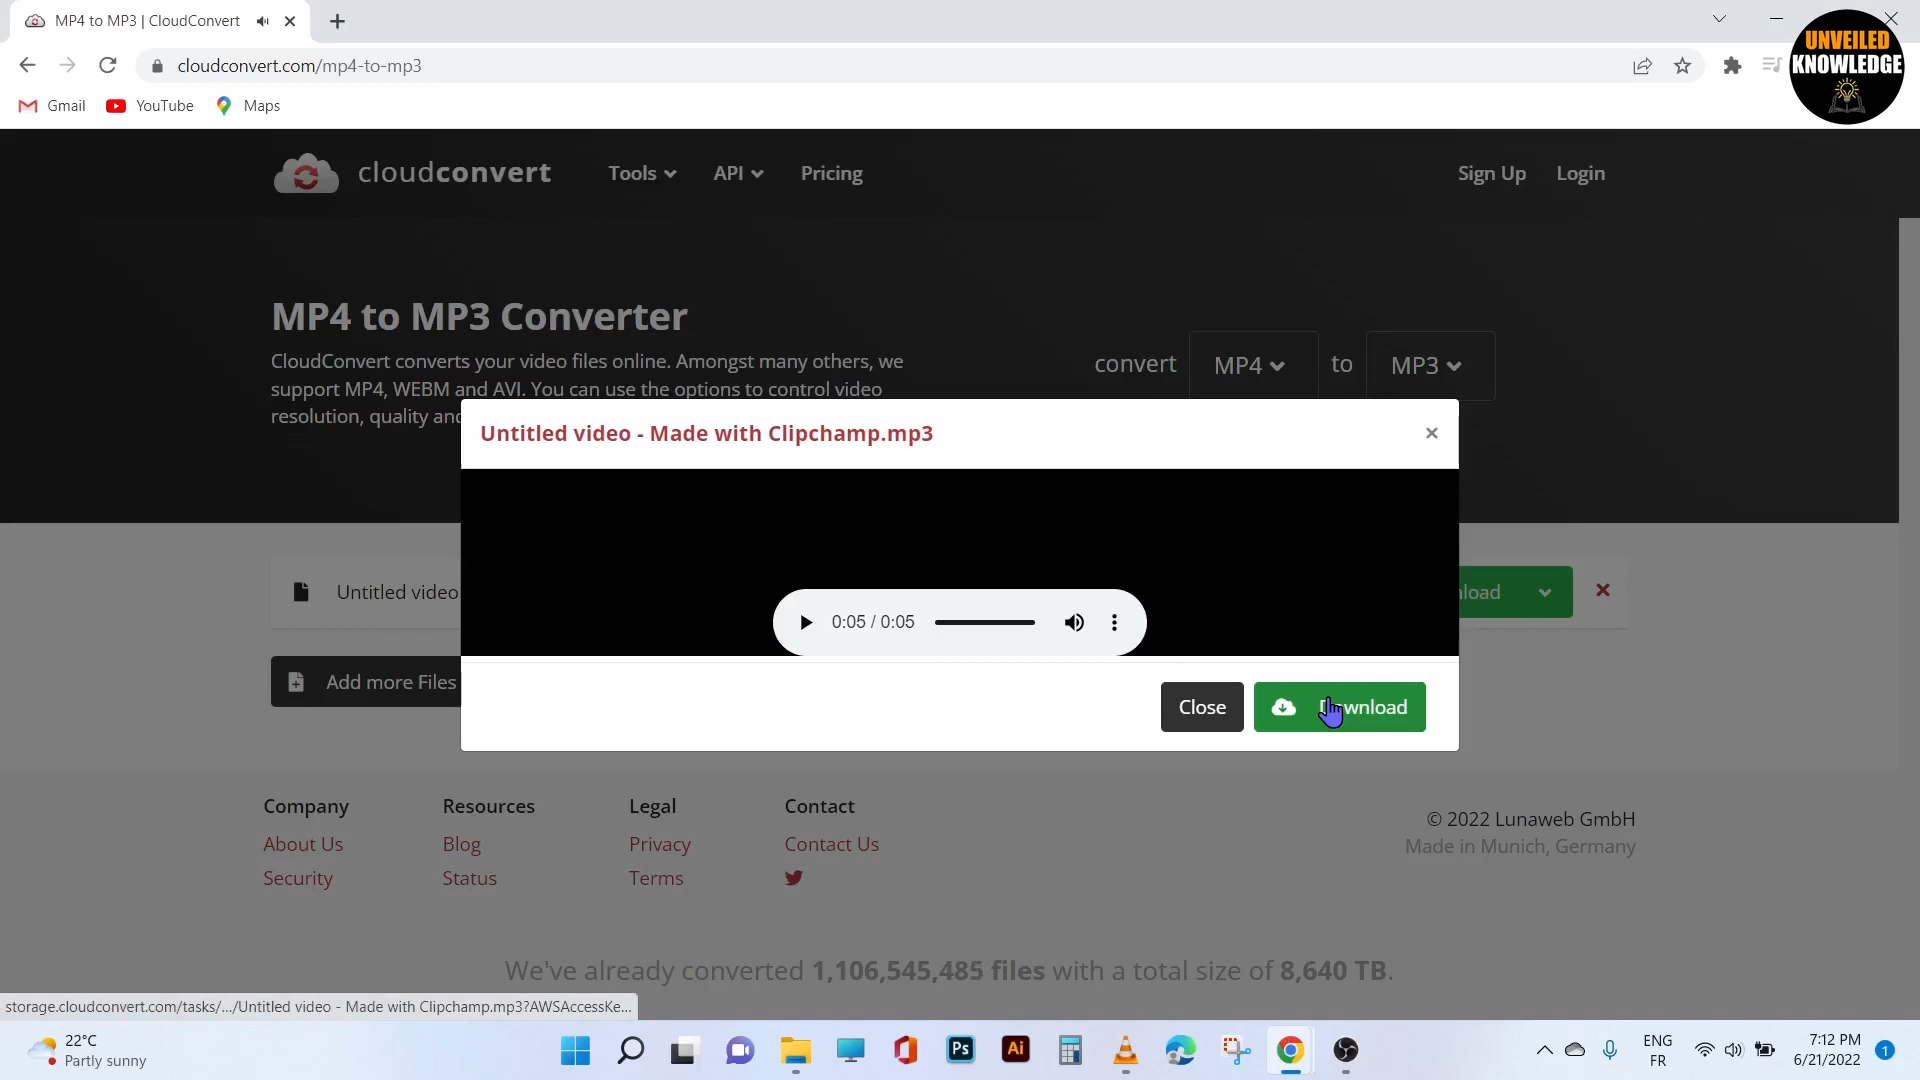 MP4 to MP3 | CloudConvert
UNVEILED
KNOWLEDGE
cloudconvert.com/mp4-to-mp3
Gmail
YouTube
Maps
cloudconvert
Tools
API
Pricing
Sign Up
Login
MP4 to MP3 Converter
CloudConvert converts your video files online. Amongst many others, we
support MP4, WEBM and AVI. You can use the options to control video
resolution, quality and
convert
MP4
to
MP3
Untitled video - Made with Clipchamp.mp3
×
Untitled video
nload
0:05 / 0:05
Add more Files
Close
Download
Company
Resources
Legal
Contact
About Us
Blog
Privacy
Contact Us
Security
Status
Terms
© 2022 Lunaweb GmbH
Made in Munich, Germany
We've already converted 1,106,545,485 files with a total size of 8,640 TB.
storage.cloudconvert.com/tasks/.../Untitled video - Made with Clipchamp.mp3?AWSAccessKe...
22°C
Partly sunny
Ps
Ai
ENG
FR
7:12 PM
6/21/2022
1